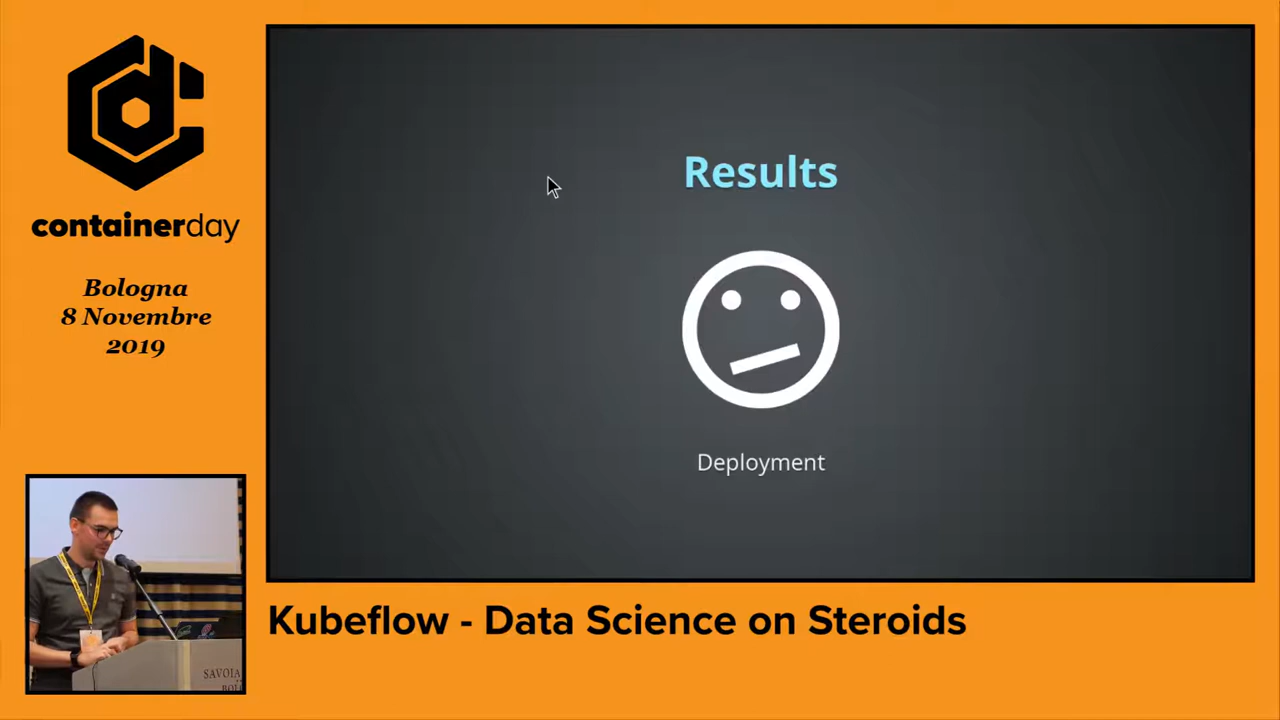 containerday
Bologna
8 Novembre
2019
Results
Deployment
SAVOIA
Kubeflow - Data Science on Steroids